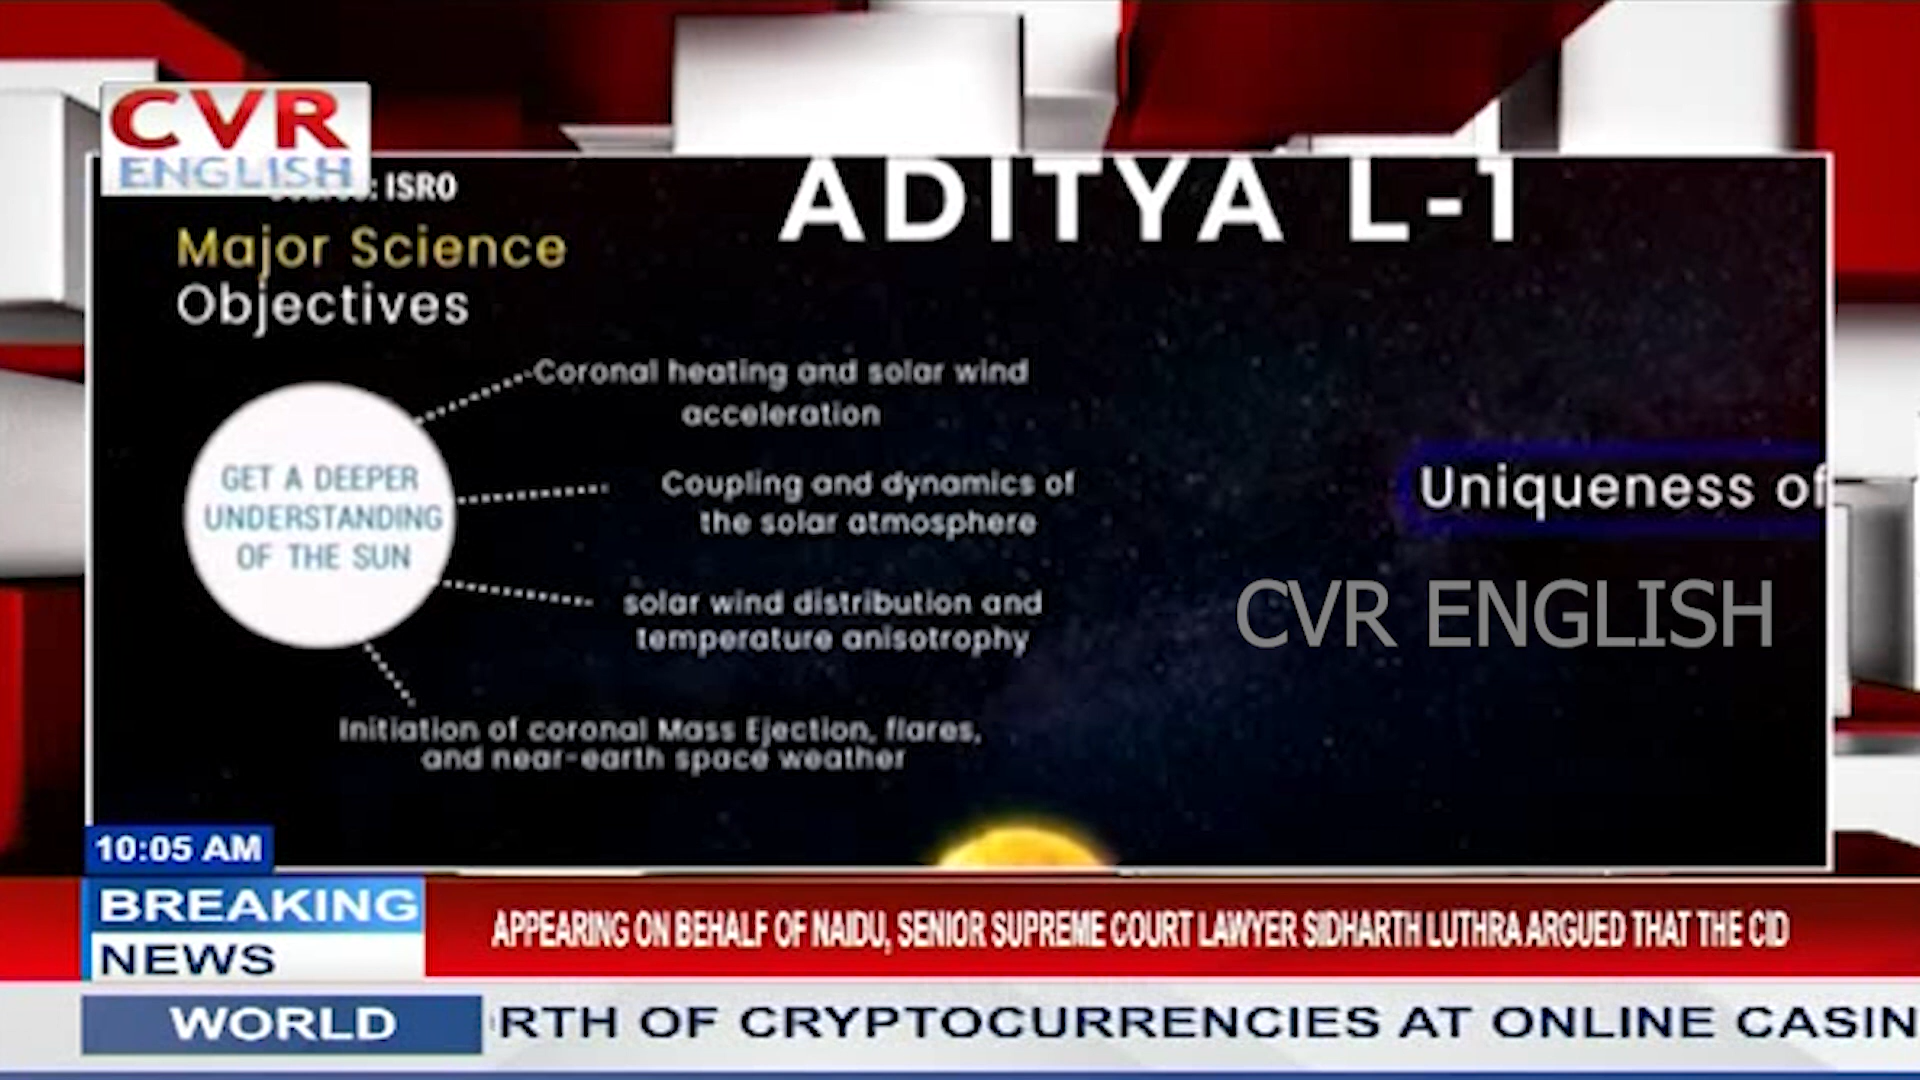 CVR
ENGLISH
: ISRO
ADITYA L-1
Major Science
Objectives
Coronal heating and solar wind
acceleration
GET A DEEPER
UNDERSTANDING
OF THE SUN
Coupling and dynamics of
the solar atmosphere
Uniqueness of
solar wind distribution and
temperature anisotrophy
CVR ENGLISH
Initiation of coronal Mass Ejection, flares,
and near-earth space weather
10:05 AM
BREAKING
NEWS
APPEARING ON BEHALF OF NAIDU, SENIOR SUPREME COURT LAWYER SIDHARTH LUTHRA ARGUED THAT THE CID
WORLD
RTH OF CRYPTOCURRENCIES AT ONLINE CASIN